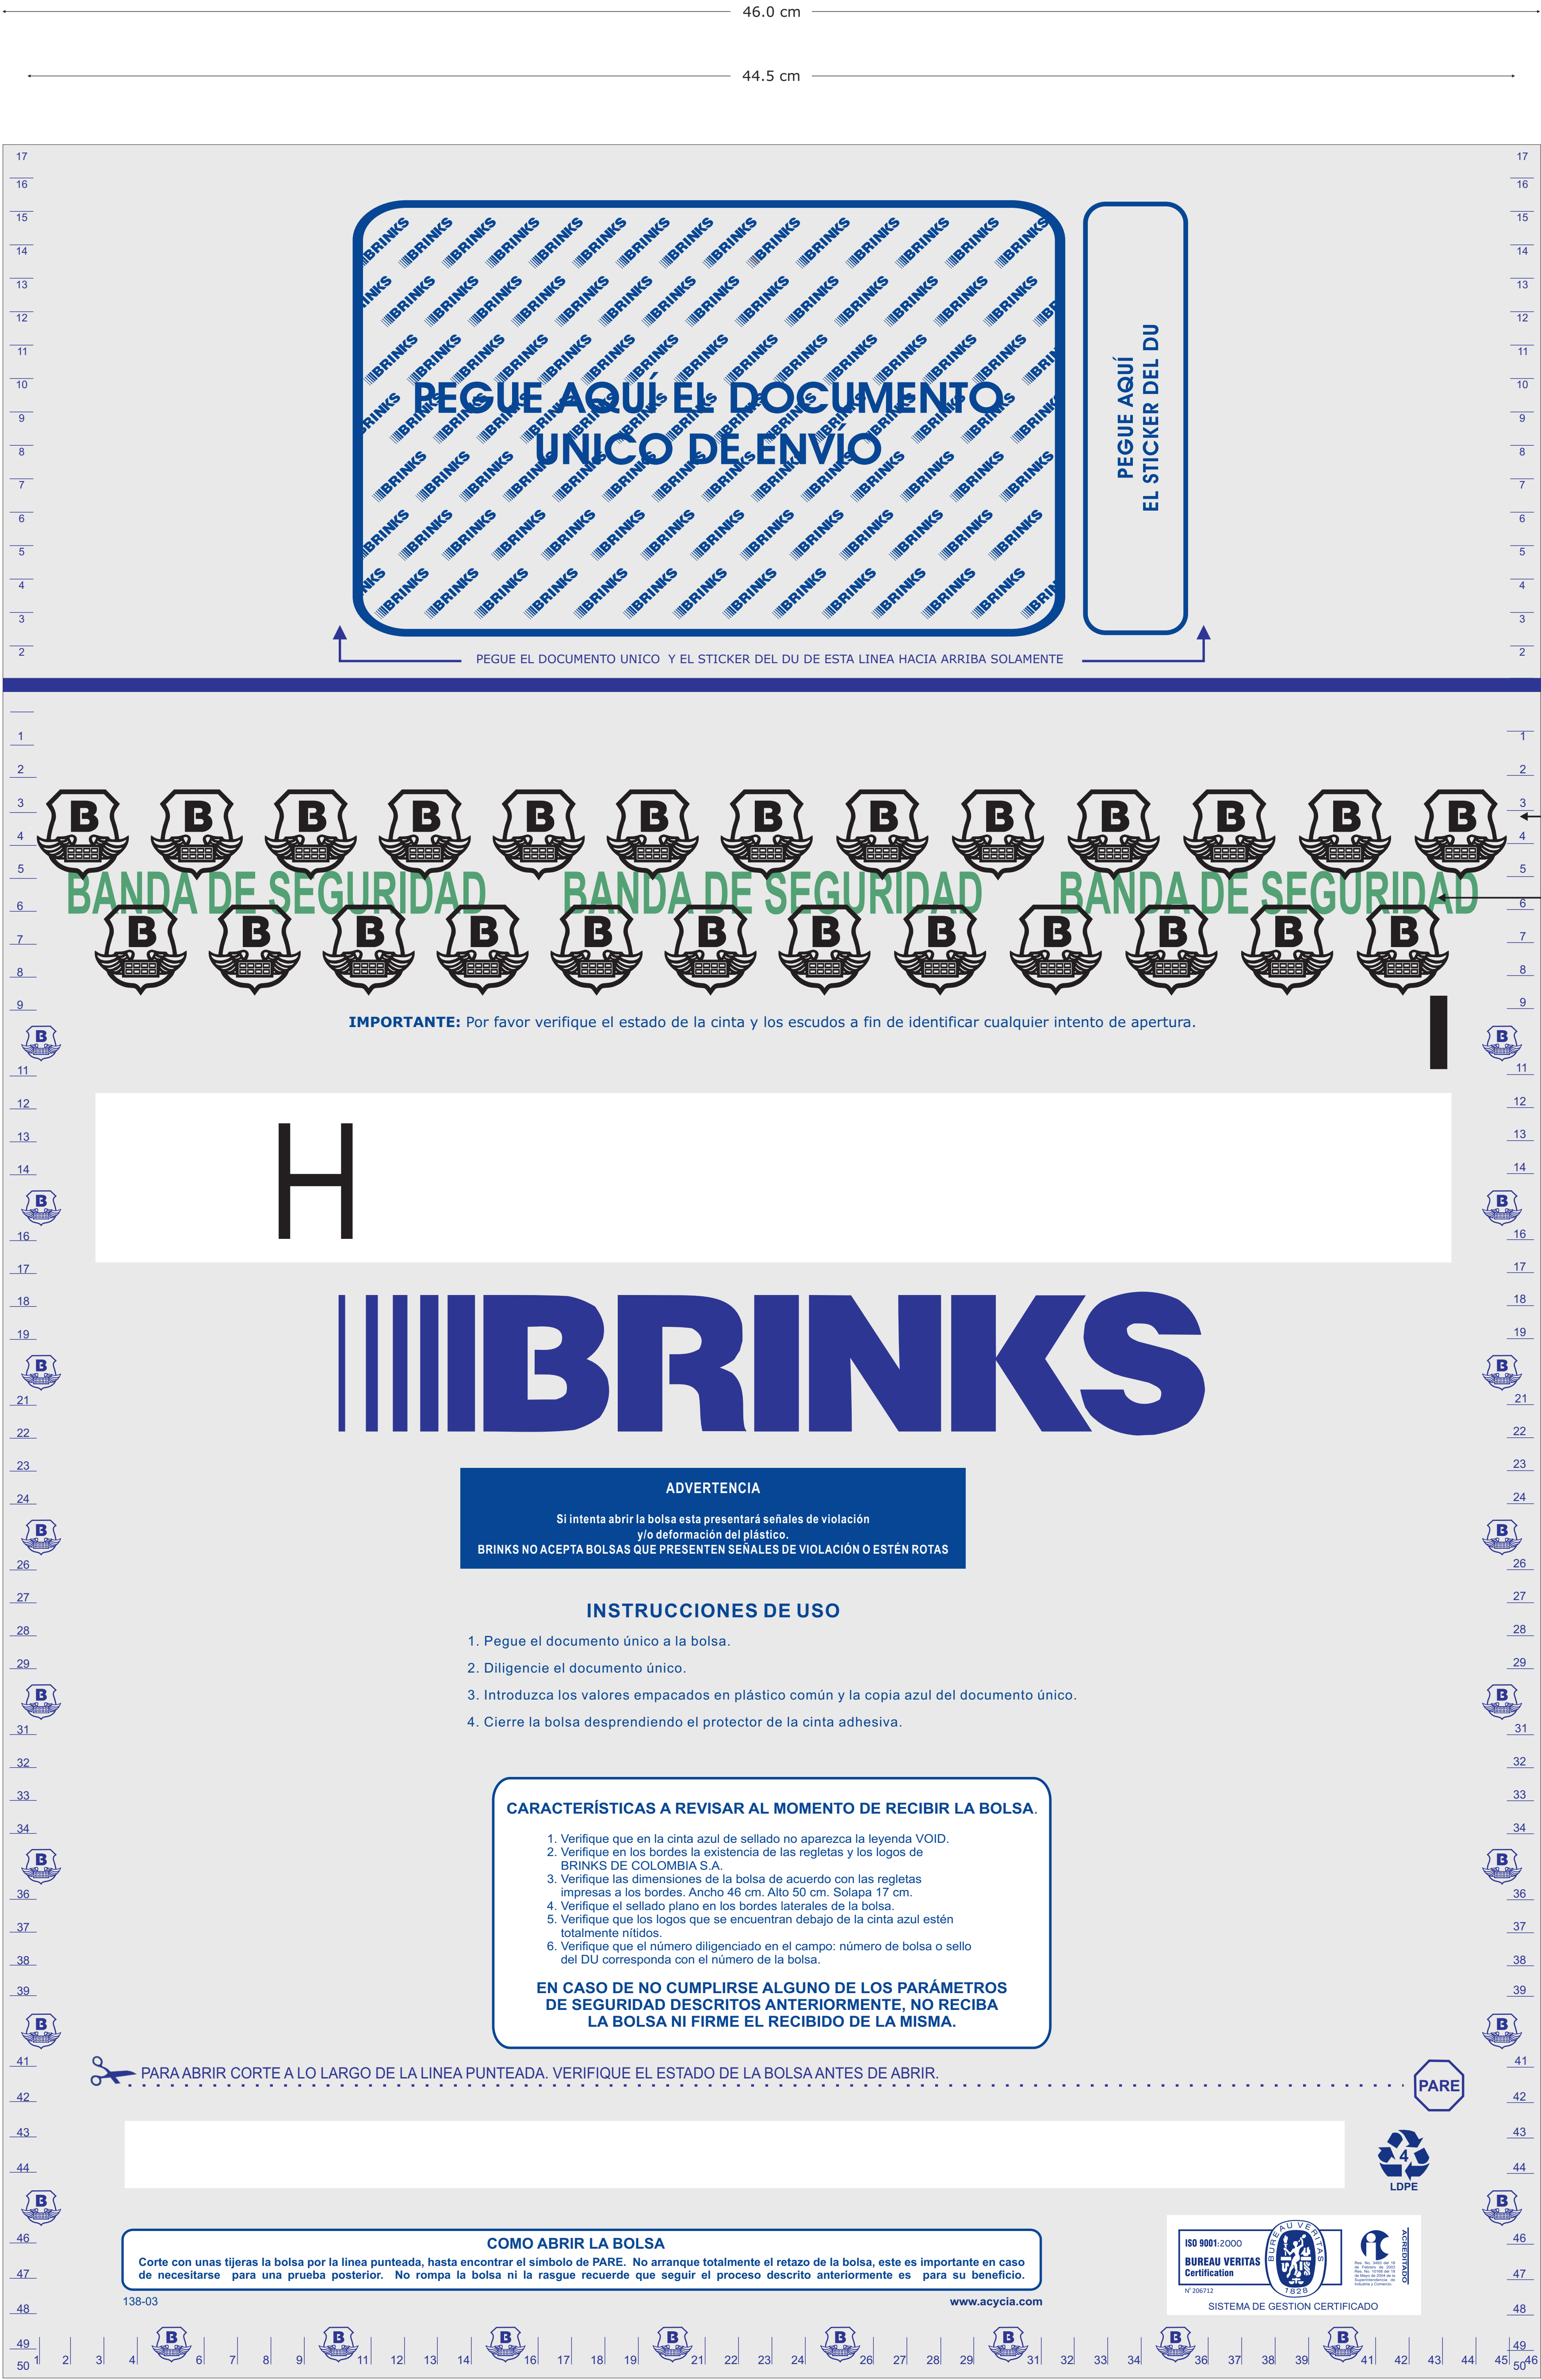 46.0 cm
44.5 cm
PEGUE AQUÍ EL DOCUMENTO
UNICO DE ENVÍO
PEGUE AQUÍ
EL STICKER DEL DU
PEGUE EL DOCUMENTO UNICO Y EL STICKER DEL DU DE ESTA LINEA HACIA ARRIBA SOLAMENTE
BANDA DE SEGURIDAD BANDA DE SEGURIDAD BANDA DE SEGURIDAD
IMPORTANTE: Por favor verifique el estado de la cinta y los escudos a fin de identificar cualquier intento de apertura.
H
BRINKS
ADVERTENCIA
Si intenta abrir la bolsa esta presentará señales de violación
y/o deformación del plástico.
BRINKS NO ACEPTA BOLSAS QUE PRESENTEN SEÑALES DE VIOLACIÓN O ESTÉN ROTAS
INSTRUCCIONES DE USO
1. Pegue el documento único a la bolsa.
2. Diligencie el documento único.
3. Introduzca los valores empacados en plástico común y la copia azul del documento único.
4. Cierre la bolsa desprendiendo el protector de la cinta adhesiva.
CARACTERÍSTICAS A REVISAR AL MOMENTO DE RECIBIR LA BOLSA.
1. Verifique que en la cinta azul de sellado no aparezca la leyenda VOID.
2. Verifique en los bordes la existencia de las regletas y los logos de
BRINKS DE COLOMBIA S.A.
3. Verifique las dimensiones de la bolsa de acuerdo con las regletas
impresas a los bordes. Ancho 46 cm. Alto 50 cm. Solapa 17 cm.
4. Verifique el sellado plano en los bordes laterales de la bolsa.
5. Verifique que los logos que se encuentran debajo de la cinta azul estén
totalmente nítidos.
6. Verifique que el número diligenciado en el campo: número de bolsa o sello
del DU corresponda con el número de la bolsa.
EN CASO DE NO CUMPLIRSE ALGUNO DE LOS PARÁMETROS
DE SEGURIDAD DESCRITOS ANTERIORMENTE, NO RECIBA
LA BOLSA NI FIRME EL RECIBIDO DE LA MISMA.
PARA ABRIR CORTE A LO LARGO DE LA LINEA PUNTEADA. VERIFIQUE EL ESTADO DE LA BOLSA ANTES DE ABRIR.
PARE
4
LDPE
COMO ABRIR LA BOLSA
Corte con unas tijeras la bolsa por la linea punteada, hasta encontrar el símbolo de PARE. No arranque totalmente el retazo de la bolsa, este es importante en caso
de necesitarse para una prueba posterior. No rompa la bolsa ni la rasgue recuerde que seguir el proceso descrito anteriormente es para su beneficio.
138-03
www.acycia.com
ISO 9001:2000
BUREAU VERITAS
Certification
N° 206712
BUREAU VERITAS
1828
ACREDITADO
SISTEMA DE GESTION CERTIFICADO